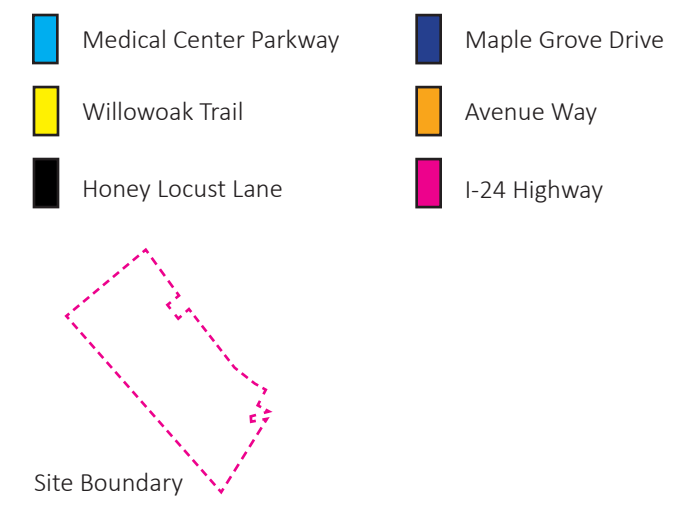 Medical Center Parkway
Maple Grove Drive
Willowoak Trail
Avenue Way
Honey Locust Lane
I-24 Highway
Site Boundary